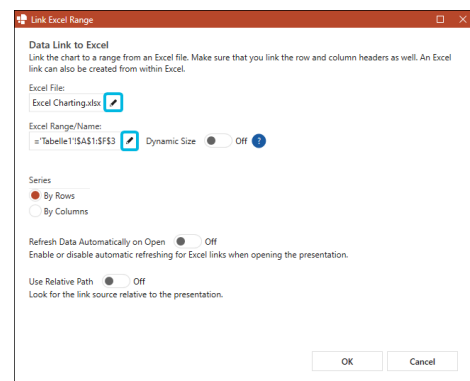 Link Excel Range
Data Link to Excel
Link the chart to a range from an Excel file. Make sure that you link the row and column headers as well. An Excel
link can also be created from within Excel.
Excel File:
Excel Charting.xlsx
Excel Range/Name:
='Tabelle1'!$A$1:$F$3 Dynamic Size Off ?
Series
By Rows
By Columns
Refresh Data Automatically on Open Off
Enable or disable automatic refreshing for Excel links when opening the presentation.
Use Relative Path Off
Look for the link source relative to the presentation.
OK Cancel